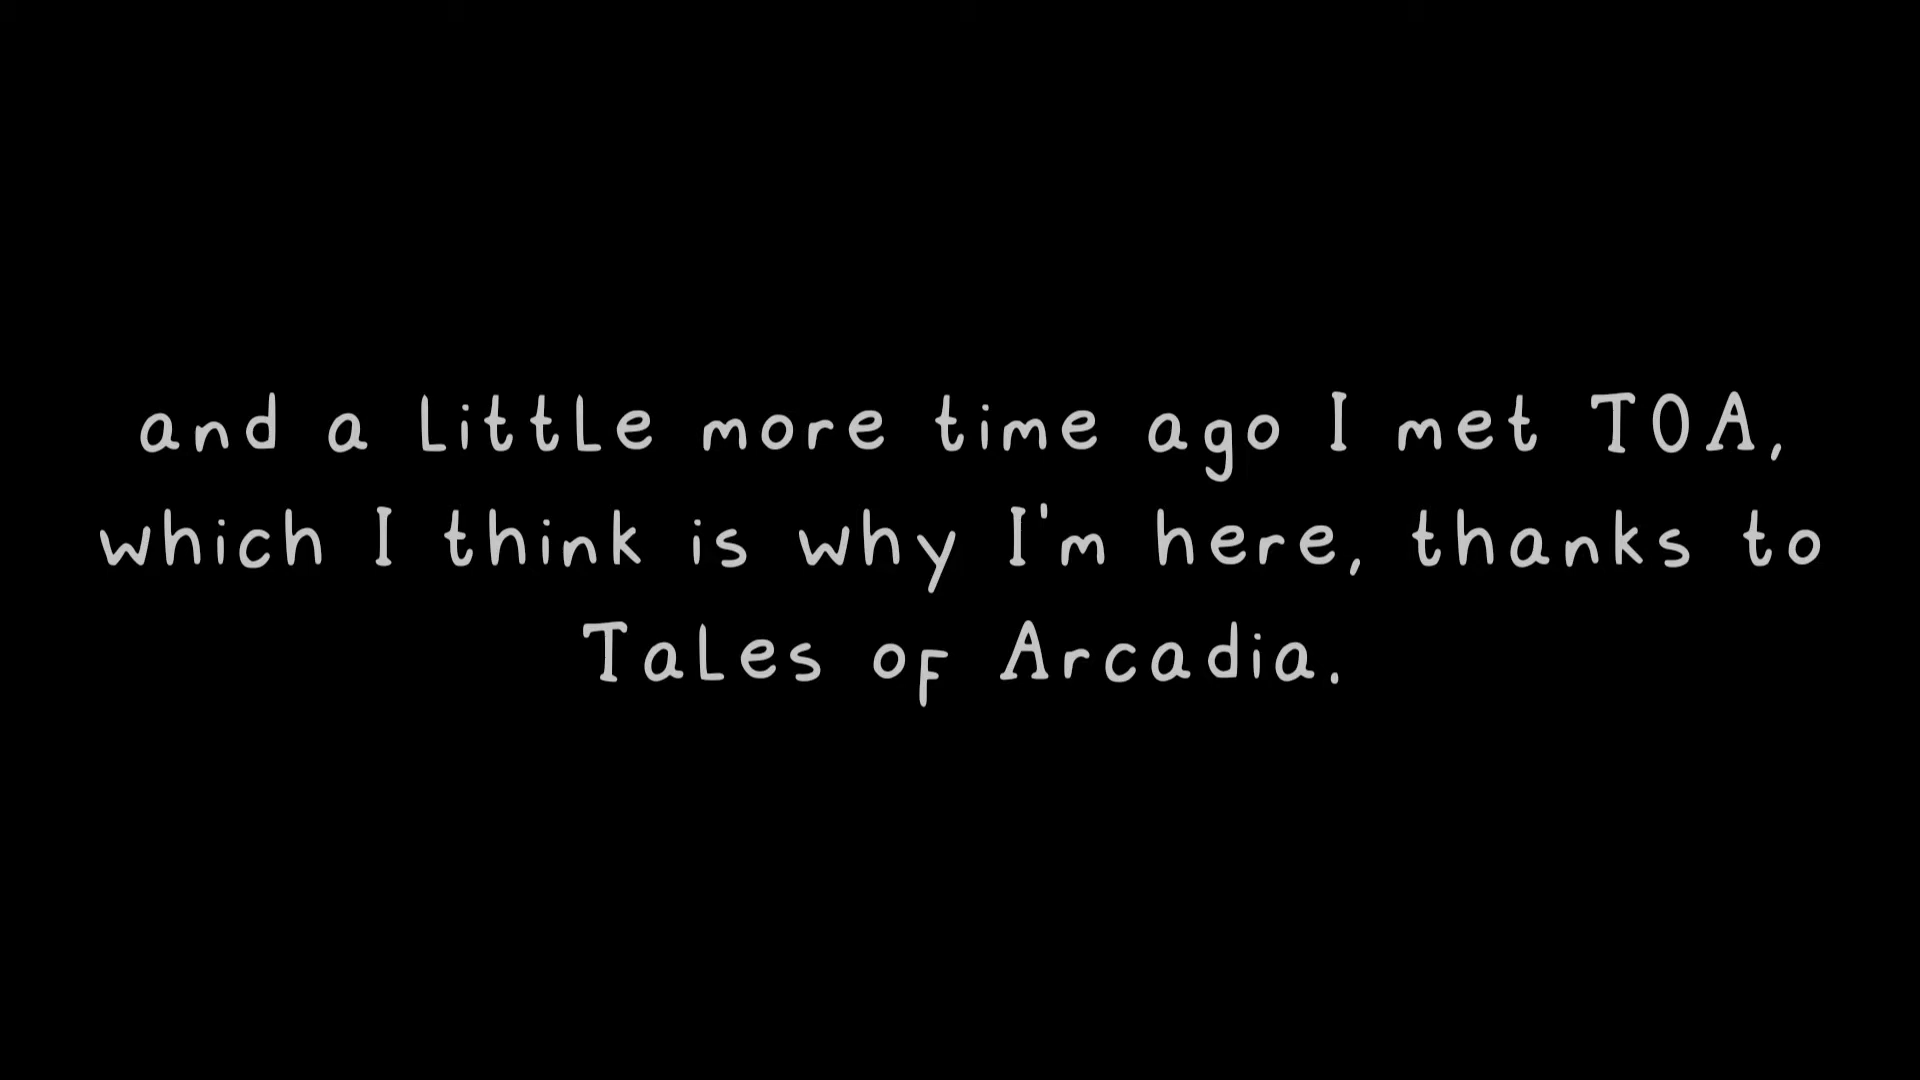 and a little more time ago I met TOA,
which I think is why I'm here, thanks to
Tales of Arcadia.